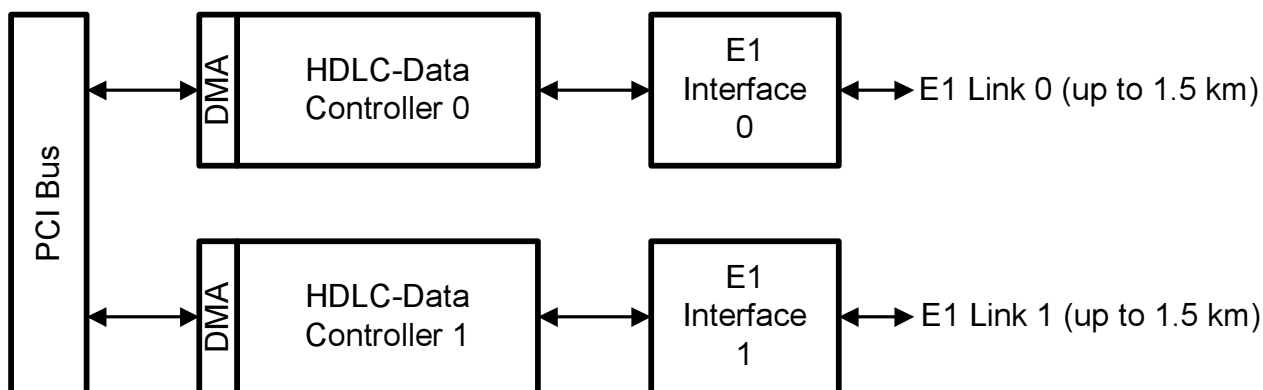 PCI Bus
DMA
HDLC-Data
Controller 0
E1
Interface
0
E1 Link 0 (up to 1.5 km)
DMA
HDLC-Data
Controller 1
E1
Interface
1
E1 Link 1 (up to 1.5 km)